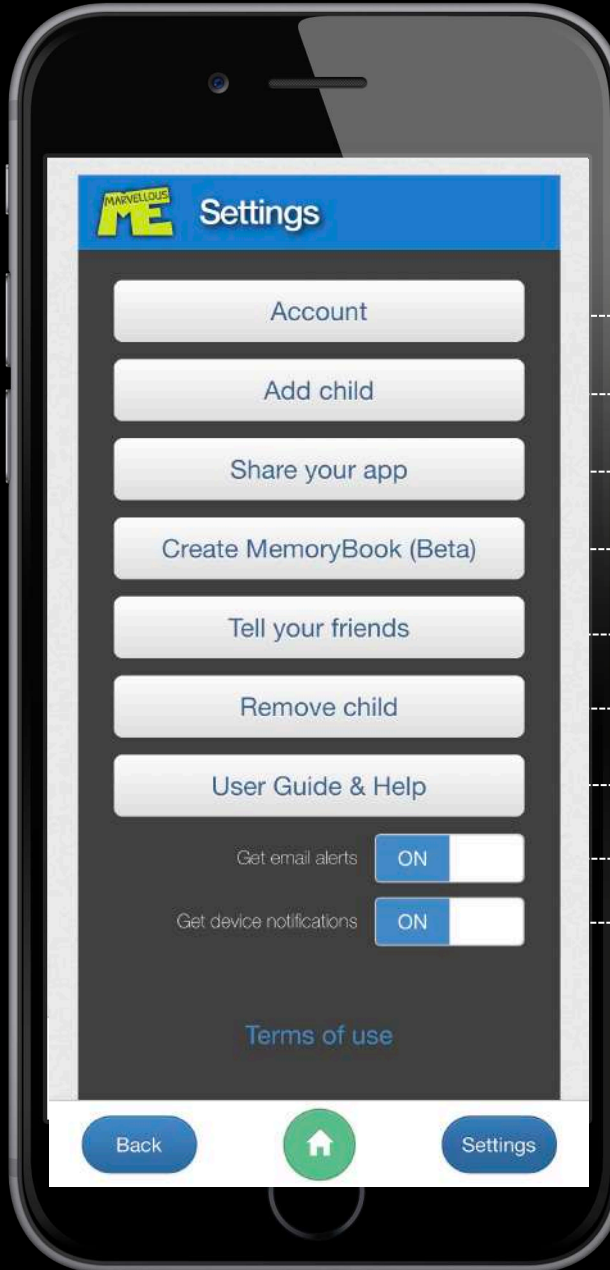 MARVELLOUS
ME
Settings
Account
Add child
Share your app
Create MemoryBook (Beta)
Tell your friends
Remove child
User Guide & Help
Get email alerts ON
Get device notifications ON
Terms of use
Back
Settings